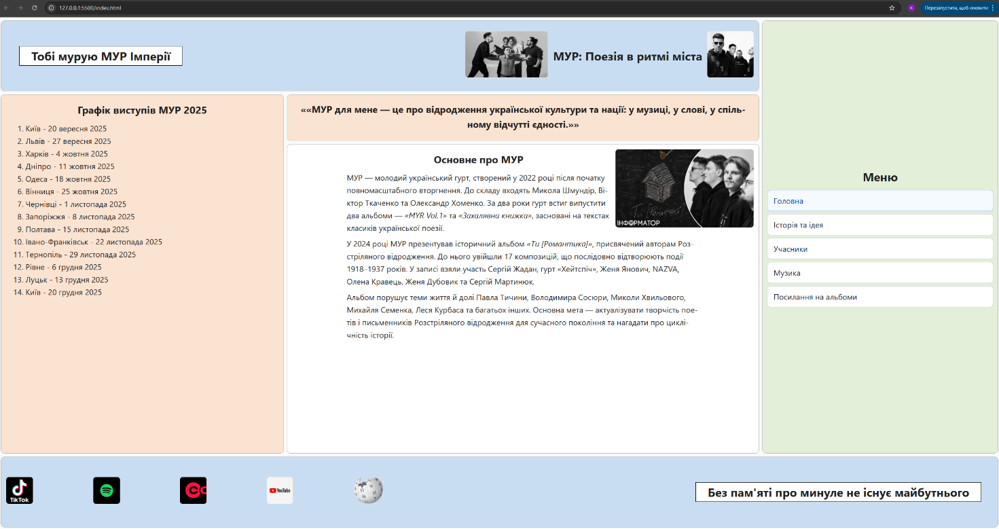 127.0.0.1:5500/index.html
К
Перезапустити, щоб оновити
Тобі мурую МУР Імперії
МУР: Поезія в ритмі міста
Графік виступів МУР 2025
1. Київ - 20 вересня 2025
2. Львів - 27 вересня 2025
3. Харків - 4 жовтня 2025
4. Дніпро - 11 жовтня 2025
5. Одеса - 18 жовтня 2025
6. Вінниця - 25 жовтня 2025
7. Чернівці - 1 листопада 2025
8. Запоріжжя - 8 листопада 2025
9. Полтава - 15 листопада 2025
10. Івано-Франківськ - 22 листопада 2025
11. Тернопіль - 29 листопада 2025
12. Рівне - 6 грудня 2025
13. Луцьк - 13 грудня 2025
14. Київ - 20 грудня 2025
««МУР для мене — це про відродження української культури та нації: у музиці, у слові, у спіль-
ному відчутті єдності.»»
Основне про МУР
МУР — молодий український гурт, створений у 2022 році після початку
повномасштабного вторгнення. До складу входять Микола Шмундір, Ві-
ктор Ткаченко та Олександр Хоменко. За два роки гурт встиг випустити
два альбоми — «MYR Vol.1» та «Захалявна книжка», засновані на текстах
класиків української поезії.
Ти [Романтика]
ІНФОРМАТОР
У 2024 році МУР презентував історичний альбом «Ти [Романтика]», присвячений авторам Роз-
стріляного відродження. До нього увійшли 17 композицій, що послідовно відтворюють події
1918–1937 років. У записі взяли участь Сергій Жадан, гурт «Хейтспіч», Женя Янович, NAZVA,
Олена Кравець, Женя Дубовик та Сергій Мартинюк.
Альбом порушує теми життя й долі Павла Тичини, Володимира Сосюри, Миколи Хвильового,
Михайля Семенка, Леся Курбаса та багатьох інших. Основна мета — актуалізувати творчість пое-
тів і письменників Розстріляного відродження для сучасного покоління та нагадати про циклі-
чність історії.
Меню
Головна
Історія та ідея
Учасники
Музика
Посилання на альбоми
TikTok
YouTube
Без пам'яті про минуле не існує майбутнього